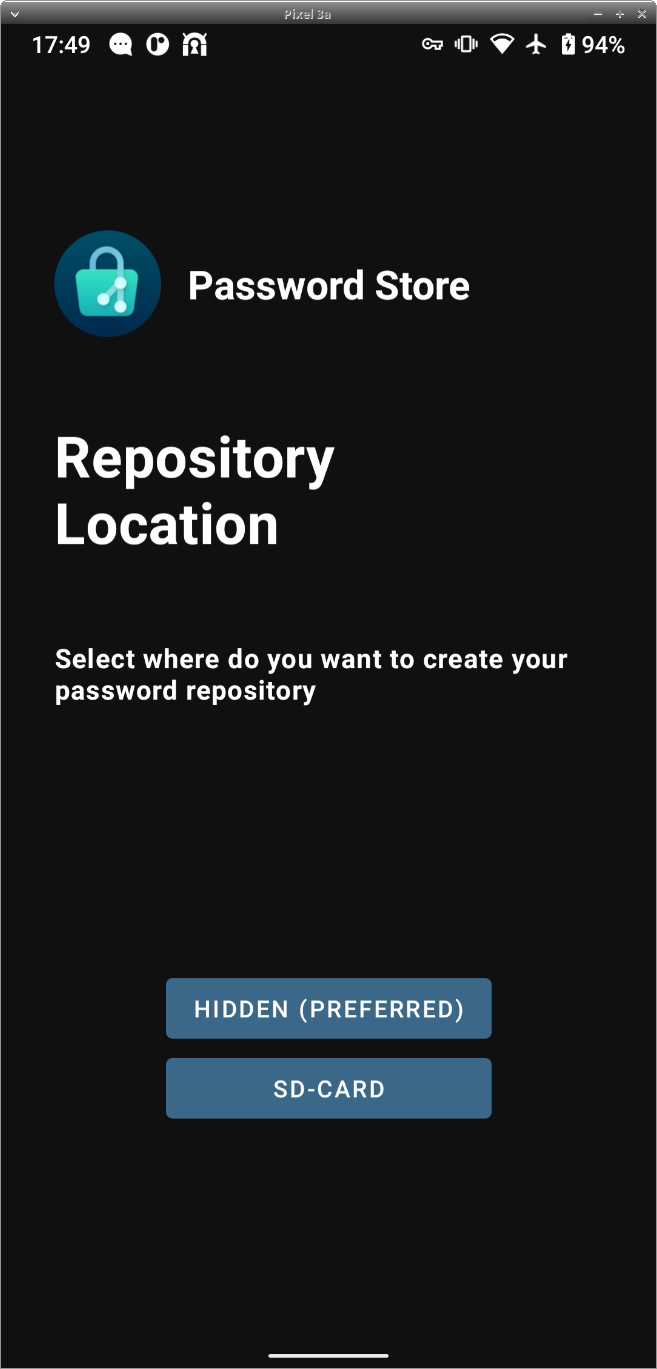 Pixel 3a
17:49 94%
Password Store
Repository
Location
Select where do you want to create your
password repository
HIDDEN (PREFERRED)
SD-CARD